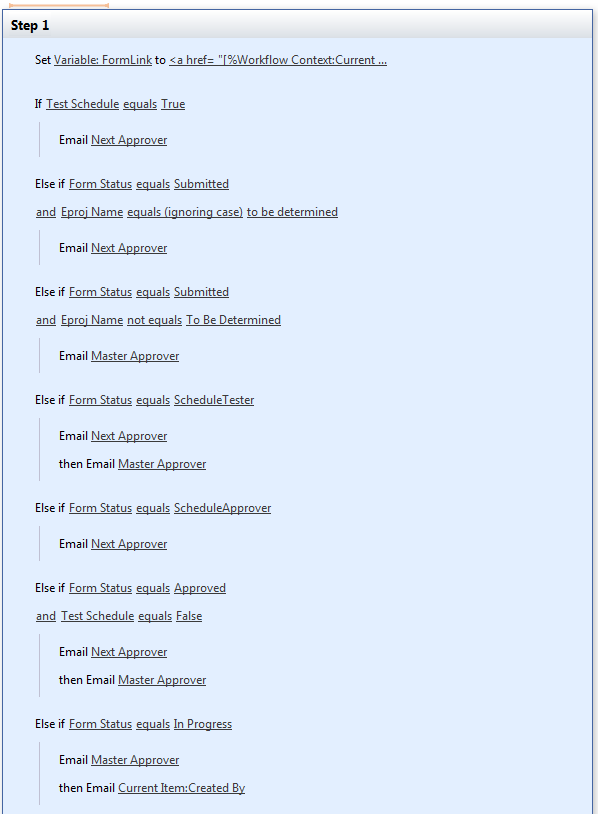 Step 1
Set Variable: FormLink to <a href= "[%Workflow Context:Current ...
If Test Schedule equals True
Email Next Approver
Else if Form Status equals Submitted
and Eproj Name equals (ignoring case) to be determined
Email Next Approver
Else if Form Status equals Submitted
and Eproj Name not equals To Be Determined
Email Master Approver
Else if Form Status equals ScheduleTester
Email Next Approver
then Email Master Approver
Else if Form Status equals ScheduleApprover
Email Next Approver
Else if Form Status equals Approved
and Test Schedule equals False
Email Next Approver
then Email Master Approver
Else if Form Status equals In Progress
Email Master Approver
then Email Current Item:Created By